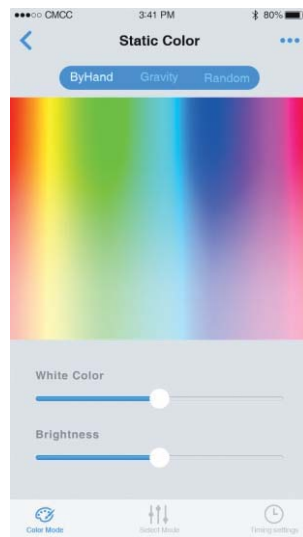 CMCC 3:41 PM 80%
Static Color
ByHand Gravity Random
White Color
Brightness
Color Mode Select Mode Timing settings